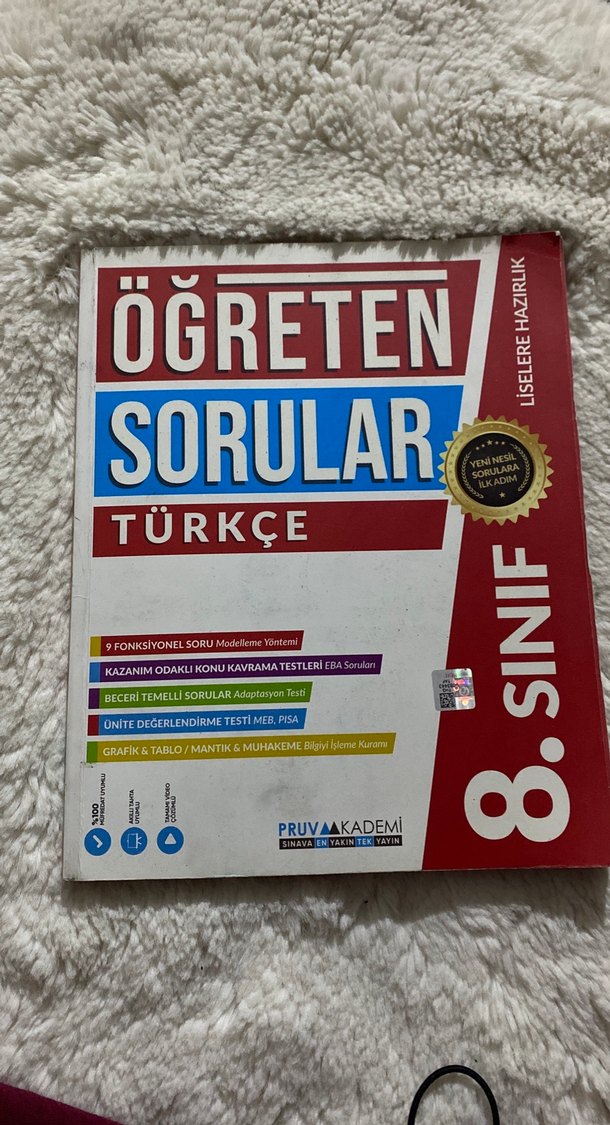 ÖĞRETEN
SORULAR
TÜRKÇE
LİSELERE HAZIRLIK
YENİ NESİL
SORULARA
İLK ADIM
8. SINIF
9 FONKSİYONEL SORU Modelleme Yöntemi
KAZANIM ODAKLI KONU KAVRAMA TESTLERİ EBA Soruları
BECERİ TEMELLİ SORULAR Adaptasyon Testi
ÜNİTE DEĞERLENDİRME TESTİ MEB, PISA
GRAFİK & TABLO / MANTIK & MUHAKEME Bilgiyi İşleme Kuramı
%100
MÜFREDAT UYUMLU
AKILLI TAHTA
UYUMLU
TAMAMI VİDEO
ÇÖZÜMLÜ
PRUVA AKADEMİ
SINAVA EN YAKIN TEK YAYIN